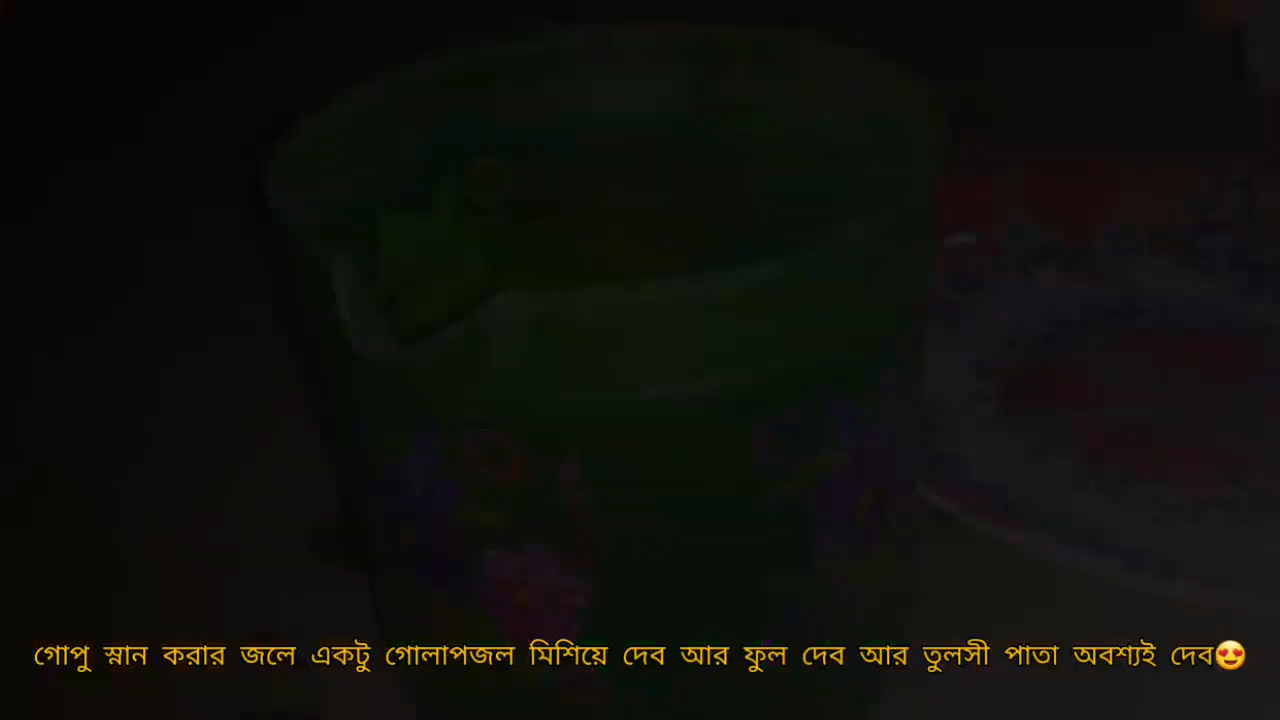 গোপু স্নান করার জলে একটু গোলাপজল মিশিয়ে দেব আর ফুল দেব আর তুলসী পাতা অবশ্যই দেব😍